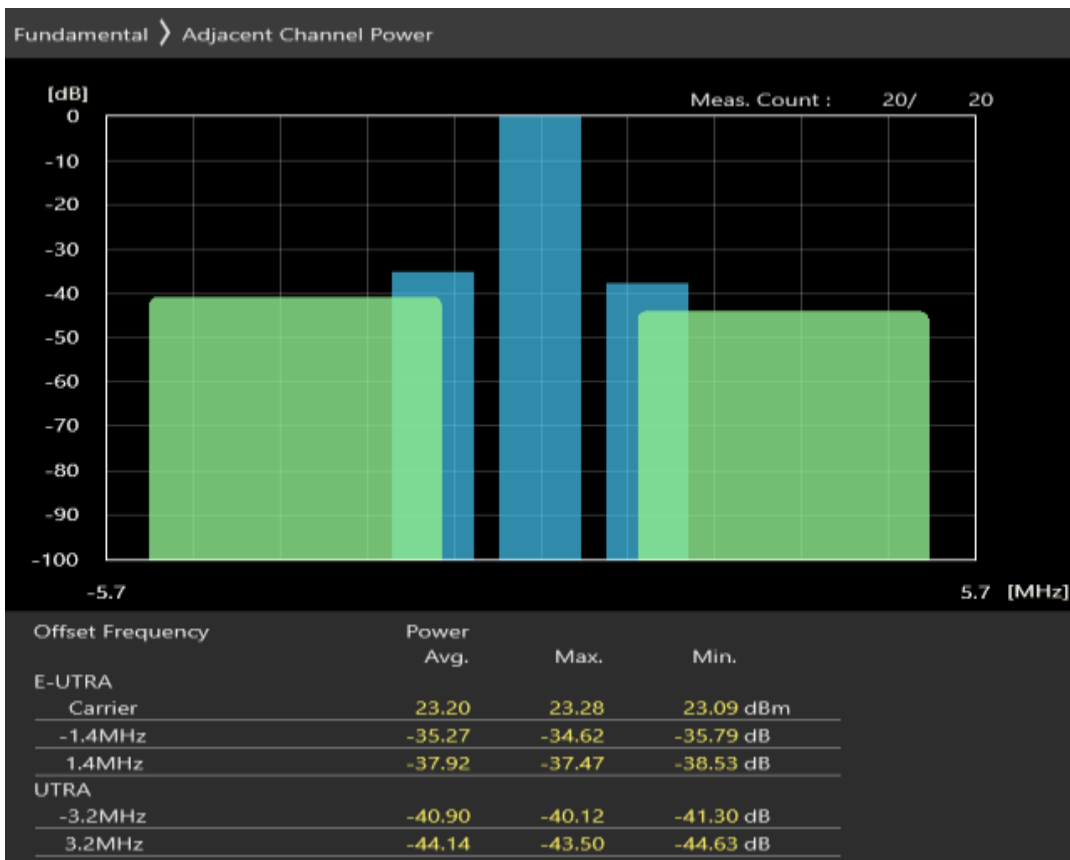 Fundamental 〉 Adjacent Channel Power
[dB]
Meas. Count : 20/ 20
0
-10
-20
-30
-40
-50
-60
-70
-80
-90
-100
-5.7 5.7 [MHz]
Offset Frequency Power
Avg. Max. Min.
E-UTRA
Carrier 23.20 23.28 23.09 dBm
-1.4MHz -35.27 -34.62 -35.79 dB
1.4MHz -37.92 -37.47 -38.53 dB
UTRA
-3.2MHz -40.90 -40.12 -41.30 dB
3.2MHz -44.14 -43.50 -44.63 dB